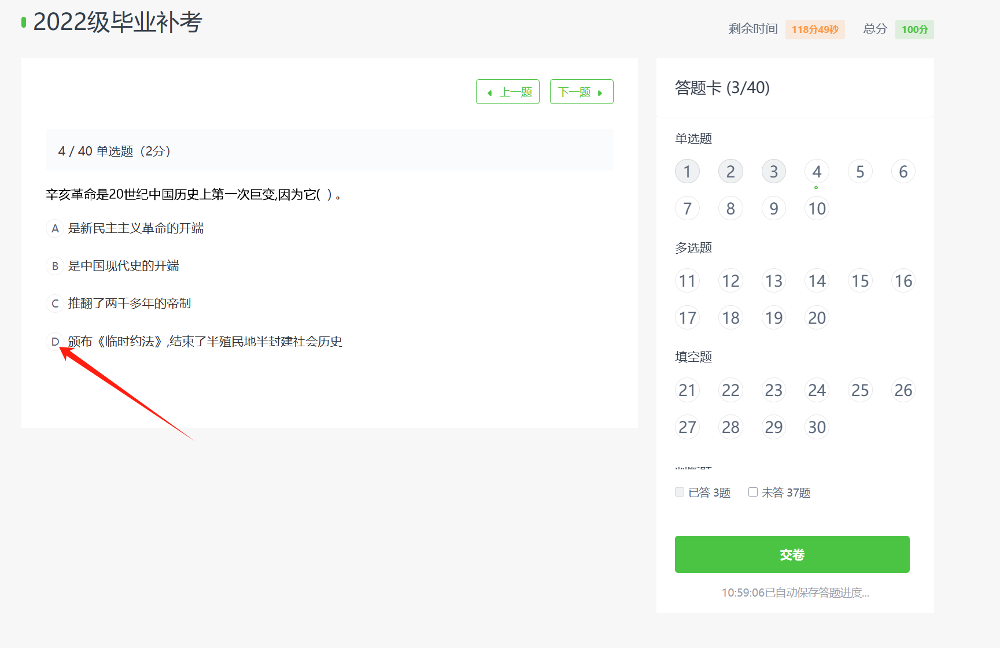 2022级毕业补考
剩余时间 118分49秒 总分 100分
上一题 下一题
4 / 40 单选题（2分）
辛亥革命是20世纪中国历史上第一次巨变,因为它(  ) 。
A 是新民主主义革命的开端
B 是中国现代史的开端
C 推翻了两千多年的帝制
D 颁布《临时约法》,结束了半殖民地半封建社会历史
答题卡 (3/40)
单选题
1 2 3 4 5 6
7 8 9 10
多选题
11 12 13 14 15 16
17 18 19 20
填空题
21 22 23 24 25 26
27 28 29 30
已答 3题 未答 37题
交卷
10:59:06已自动保存答题进度...